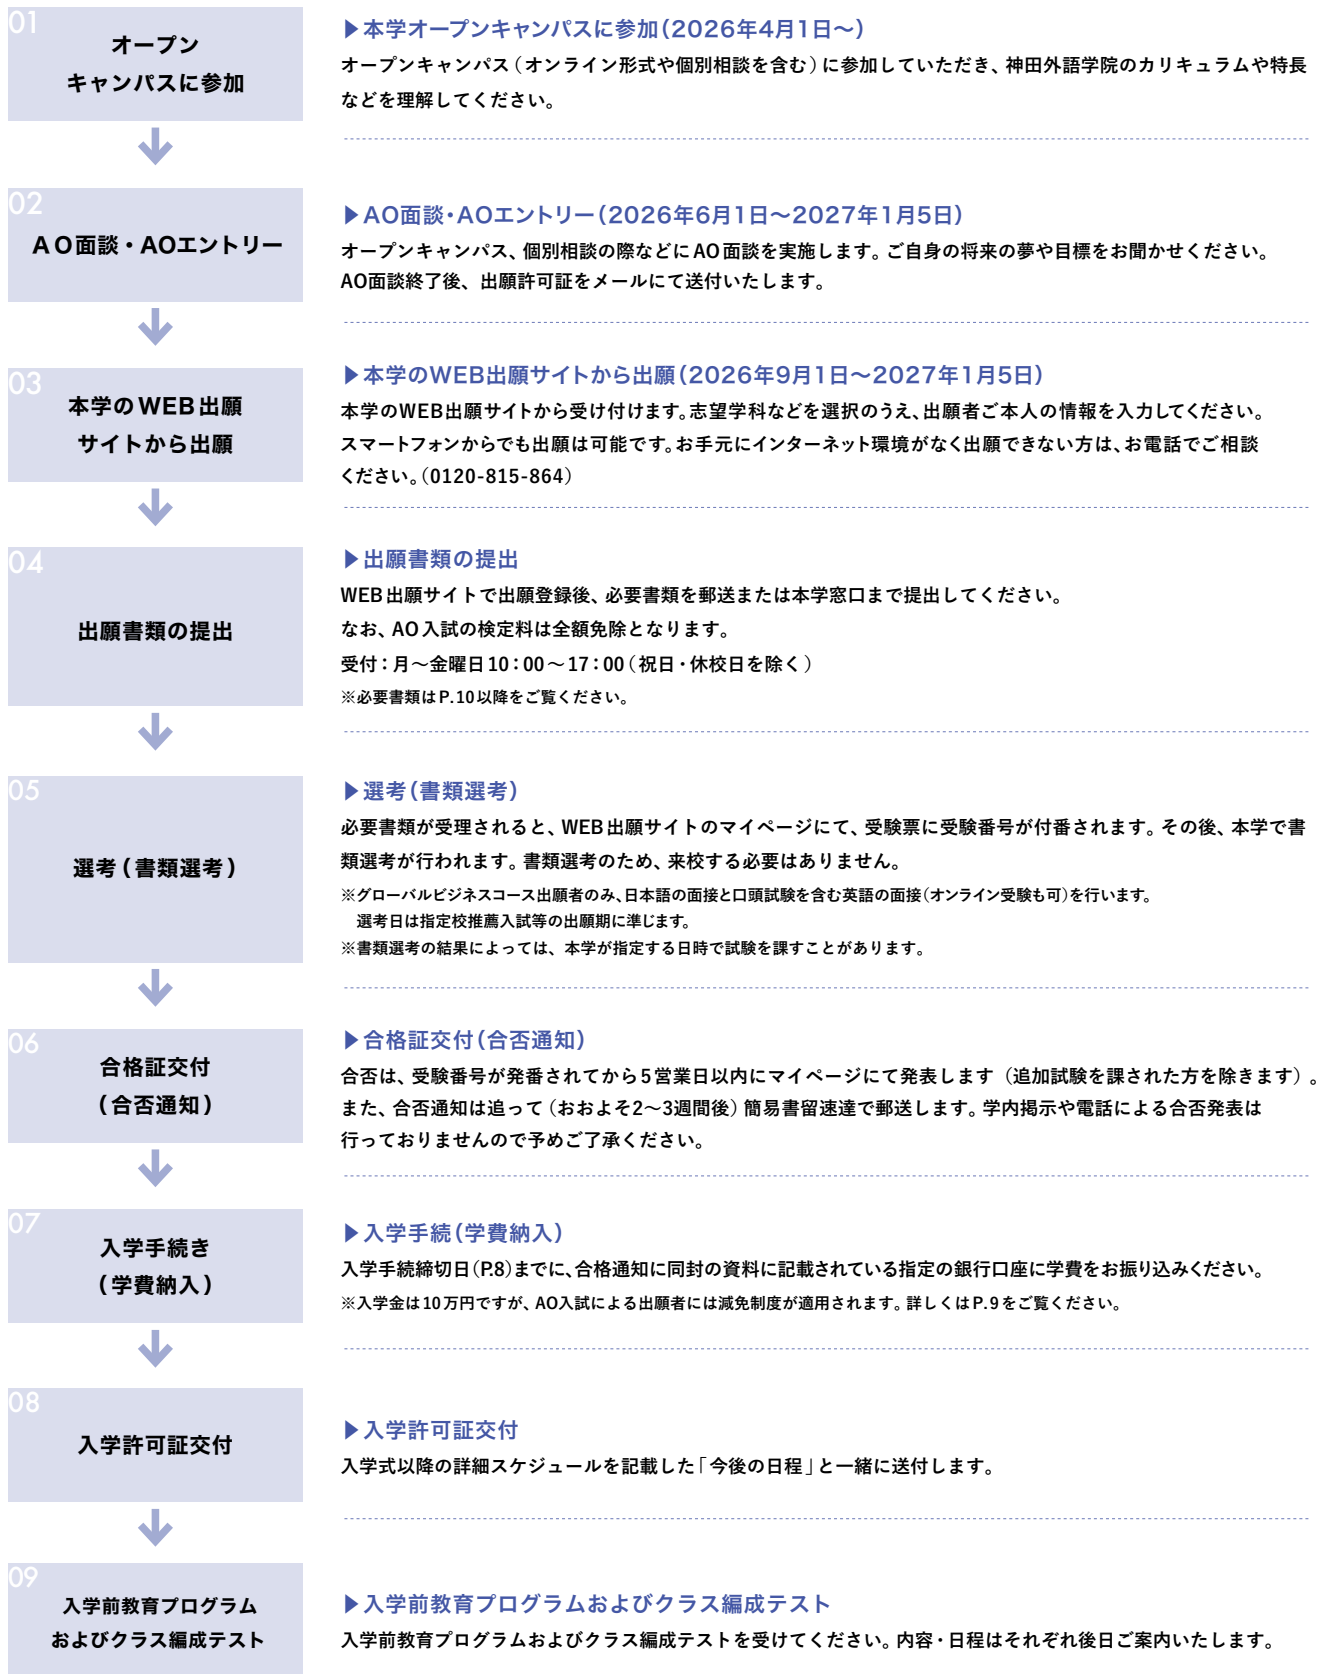 01
オープン
キャンパスに参加
▶本学オープンキャンパスに参加（2026年4月1日〜）
オープンキャンパス（オンライン形式や個別相談を含む）に参加していただき、神田外語学院のカリキュラムや特長
などを理解してください。
02
ＡＯ面談・AOエントリー
▶AO面談・AOエントリー（2026年6月1日〜2027年1月5日）
オープンキャンパス、個別相談の際などにAO面談を実施します。ご自身の将来の夢や目標をお聞かせください。
AO面談終了後、出願許可証をメールにて送付いたします。
03
本学のWEB出願
サイトから出願
▶本学のWEB出願サイトから出願（2026年9月1日〜2027年1月5日）
本学のWEB出願サイトから受け付けます。志望学科などを選択のうえ、出願者ご本人の情報を入力してください。
スマートフォンからでも出願は可能です。お手元にインターネット環境がなく出願できない方は、お電話でご相談
ください。（0120-815-864）
04
出願書類の提出
▶出願書類の提出
WEB出願サイトで出願登録後、必要書類を郵送または本学窓口まで提出してください。
なお、AO入試の検定料は全額免除となります。
受付：月〜金曜日10：00〜17：00（祝日・休校日を除く）
※必要書類はP.10以降をご覧ください。
05
選考（書類選考）
▶選考（書類選考）
必要書類が受理されると、WEB出願サイトのマイページにて、受験票に受験番号が付番されます。その後、本学で書
類選考が行われます。書類選考のため、来校する必要はありません。
※グローバルビジネスコース出願者のみ、日本語の面接と口頭試験を含む英語の面接（オンライン受験も可）を行います。
選考日は指定校推薦入試等の出願期に準じます。
※書類選考の結果によっては、本学が指定する日時で試験を課すことがあります。
06
合格証交付
（合否通知）
▶合格証交付（合否通知）
合否は、受験番号が発番されてから5営業日以内にマイページにて発表します（追加試験を課された方を除きます）。
また、合否通知は追って（おおよそ2〜3週間後）簡易書留速達で郵送します。学内掲示や電話による合否発表は
行っておりませんので予めご了承ください。
07
入学手続き
（学費納入）
▶入学手続（学費納入）
入学手続締切日（P.8）までに、合格通知に同封の資料に記載されている指定の銀行口座に学費をお振り込みください。
※入学金は10万円ですが、AO入試による出願者には減免制度が適用されます。詳しくはP.9をご覧ください。
08
入学許可証交付
▶入学許可証交付
入学式以降の詳細スケジュールを記載した「今後の日程」と一緒に送付します。
09
入学前教育プログラム
およびクラス編成テスト
▶入学前教育プログラムおよびクラス編成テスト
入学前教育プログラムおよびクラス編成テストを受けてください。内容・日程はそれぞれ後日ご案内いたします。